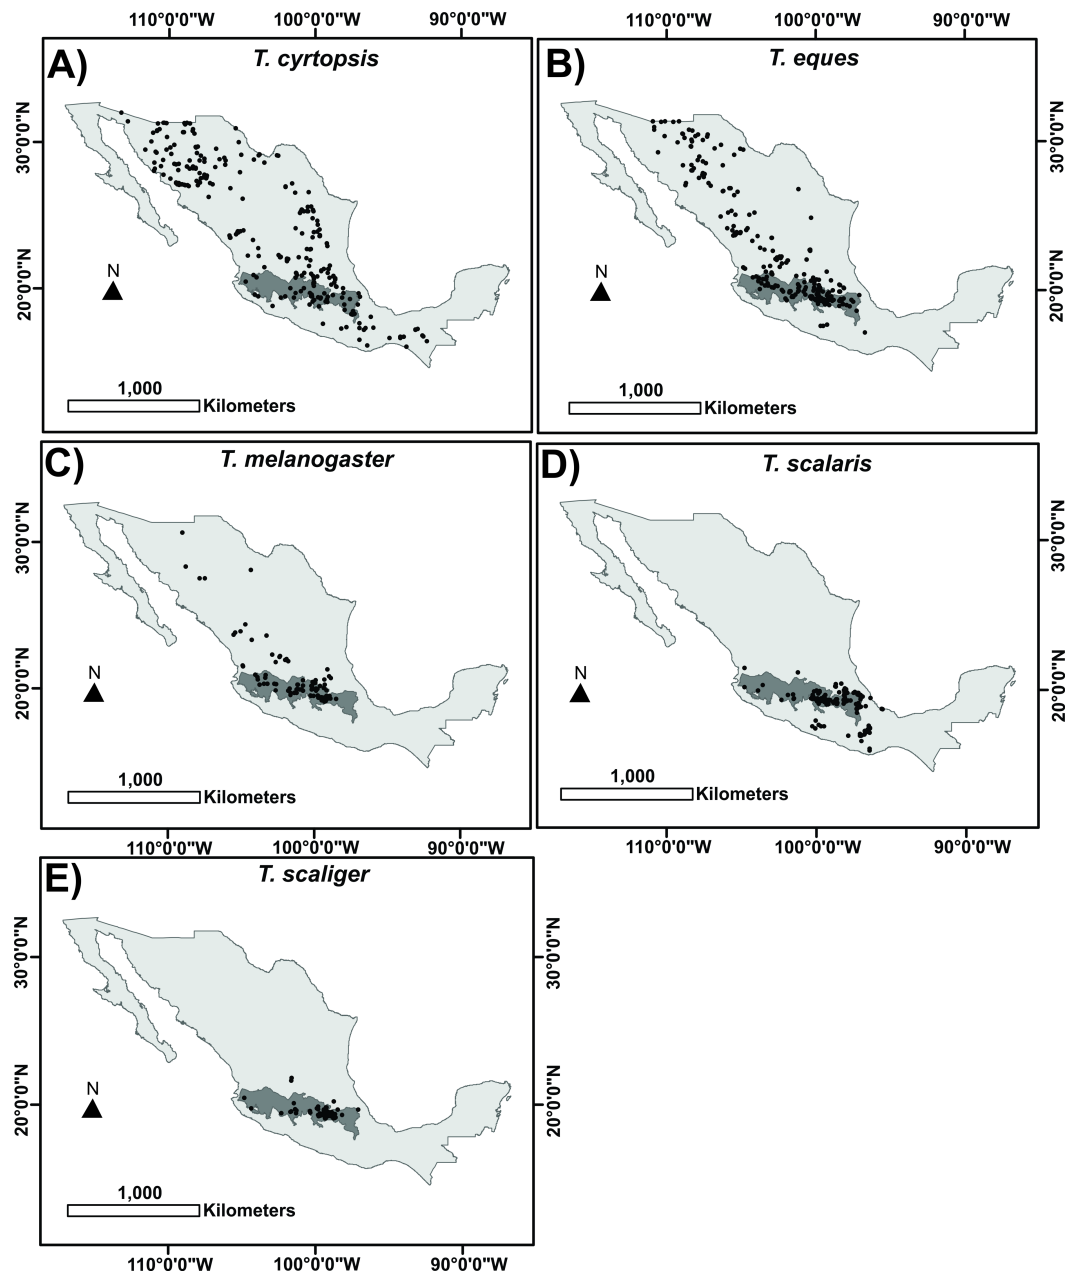 110°0'0"W 100°0'0"W 90°0'0"W 110°0'0"W 100°0'0"W 90°0'0"W
A) T. cyrtopsis
B) T. eques
30°0'0"N
20°0'0"N
30°0'0"N
20°0'0"N
N
N
1,000
Kilometers
1,000
Kilometers
C) T. melanogaster
D) T. scalaris
30°0'0"N
20°0'0"N
30°0'0"N
20°0'0"N
N
N
1,000
Kilometers
1,000
Kilometers
110°0'0"W 100°0'0"W 90°0'0"W 110°0'0"W 100°0'0"W 90°0'0"W
E) T. scaliger
30°0'0"N
20°0'0"N
30°0'0"N
20°0'0"N
N
1,000
Kilometers
110°0'0"W 100°0'0"W 90°0'0"W